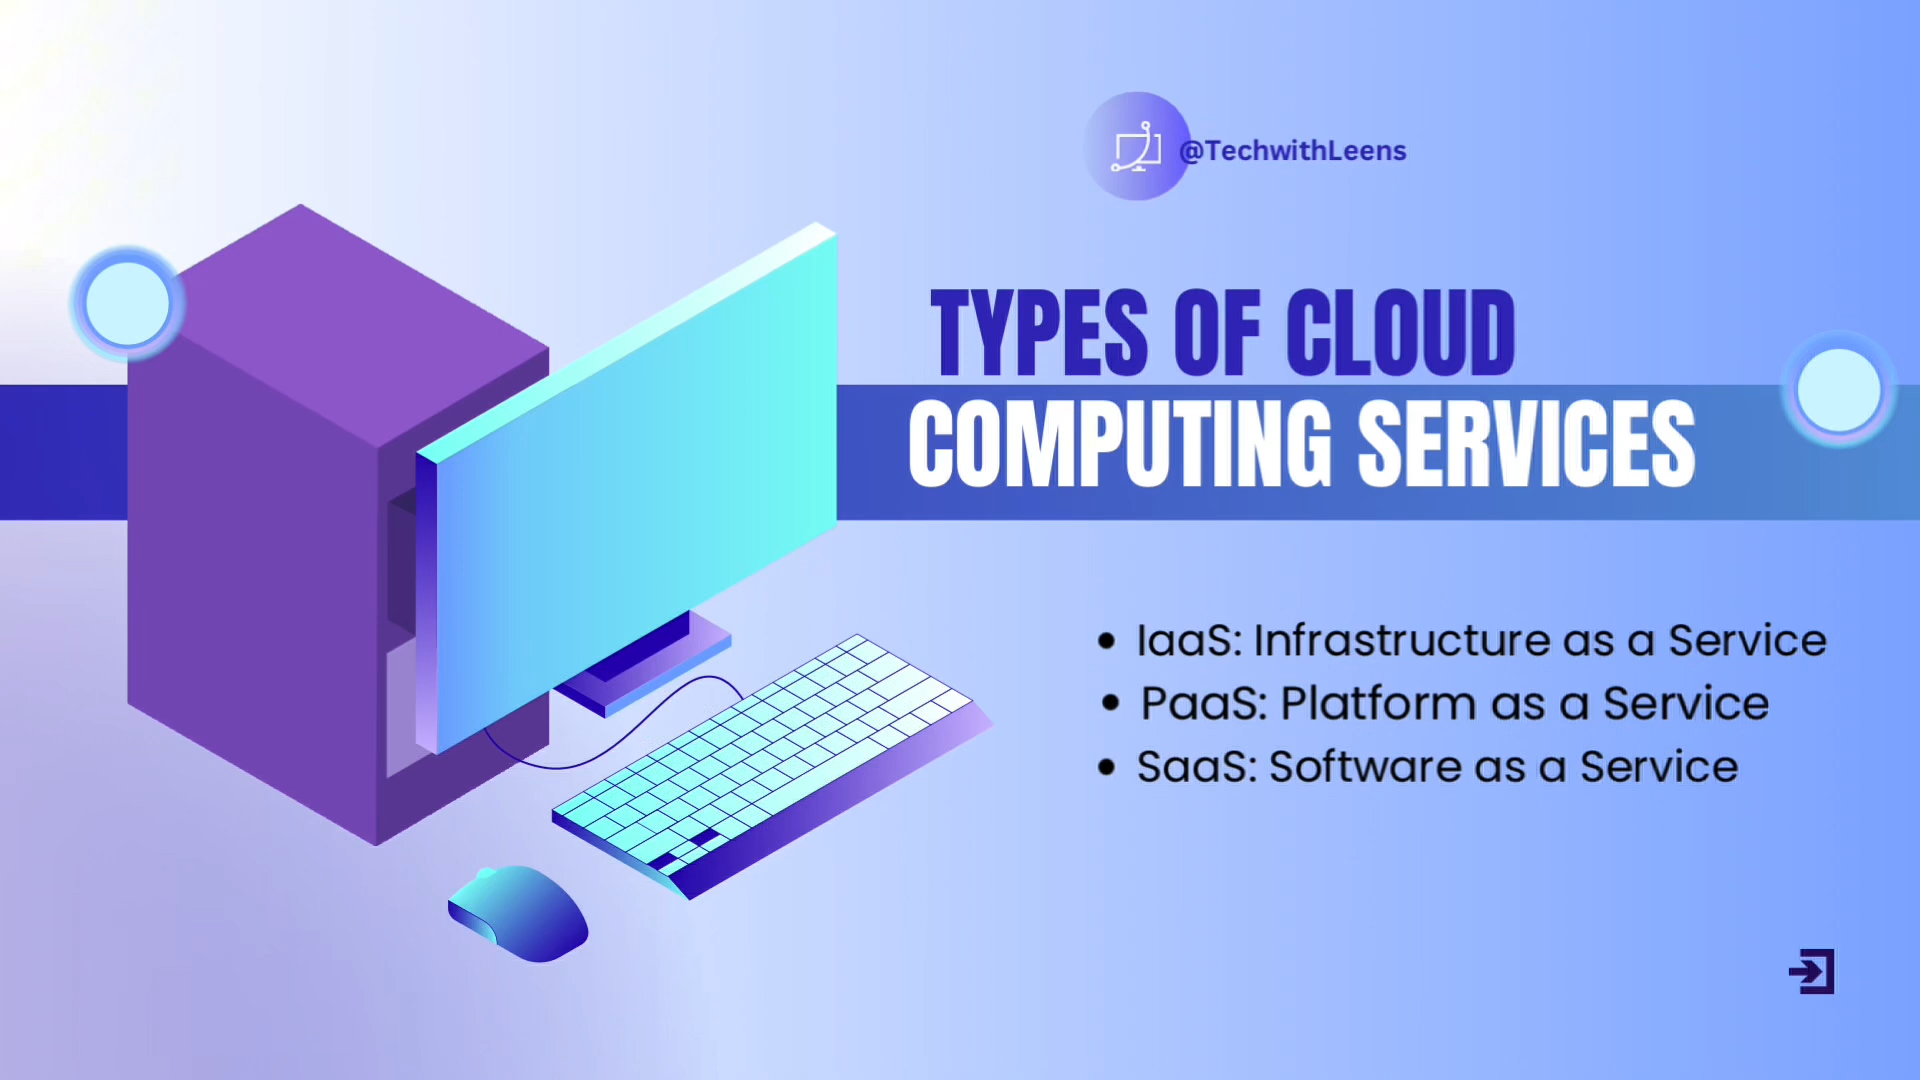 @TechwithLeens
TYPES OF CLOUD
COMPUTING SERVICES
• IaaS: Infrastructure as a Service
• PaaS: Platform as a Service
• SaaS: Software as a Service